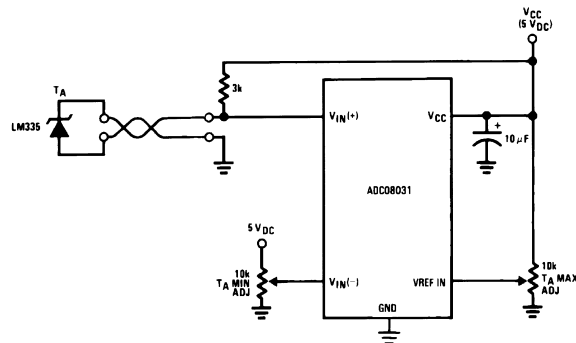 VCC
(5 VDC)
TA
3k
LM335
VIN(+)
VCC
+
10 µF
ADC08031
5 VDC
10k
TA MIN
ADJ
VIN(–)
VREF IN
10k
TA MAX
ADJ
GND